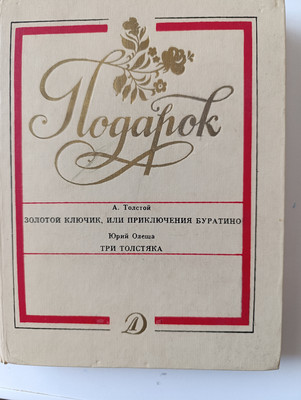 Подарок
А. Толстой
ЗОЛОТОЙ КЛЮЧИК, ИЛИ ПРИКЛЮЧЕНИЯ БУРАТИНО
Юрий Олеша
ТРИ ТОЛСТЯКА
Д